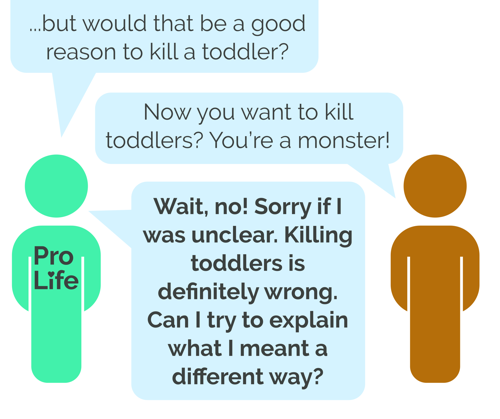 ...but would that be a good
reason to kill a toddler?
Now you want to kill
toddlers? You're a monster!
Wait, no! Sorry if I
was unclear. Killing
toddlers is
definitely wrong.
Can I try to explain
what I meant a
different way?
Pro
Life